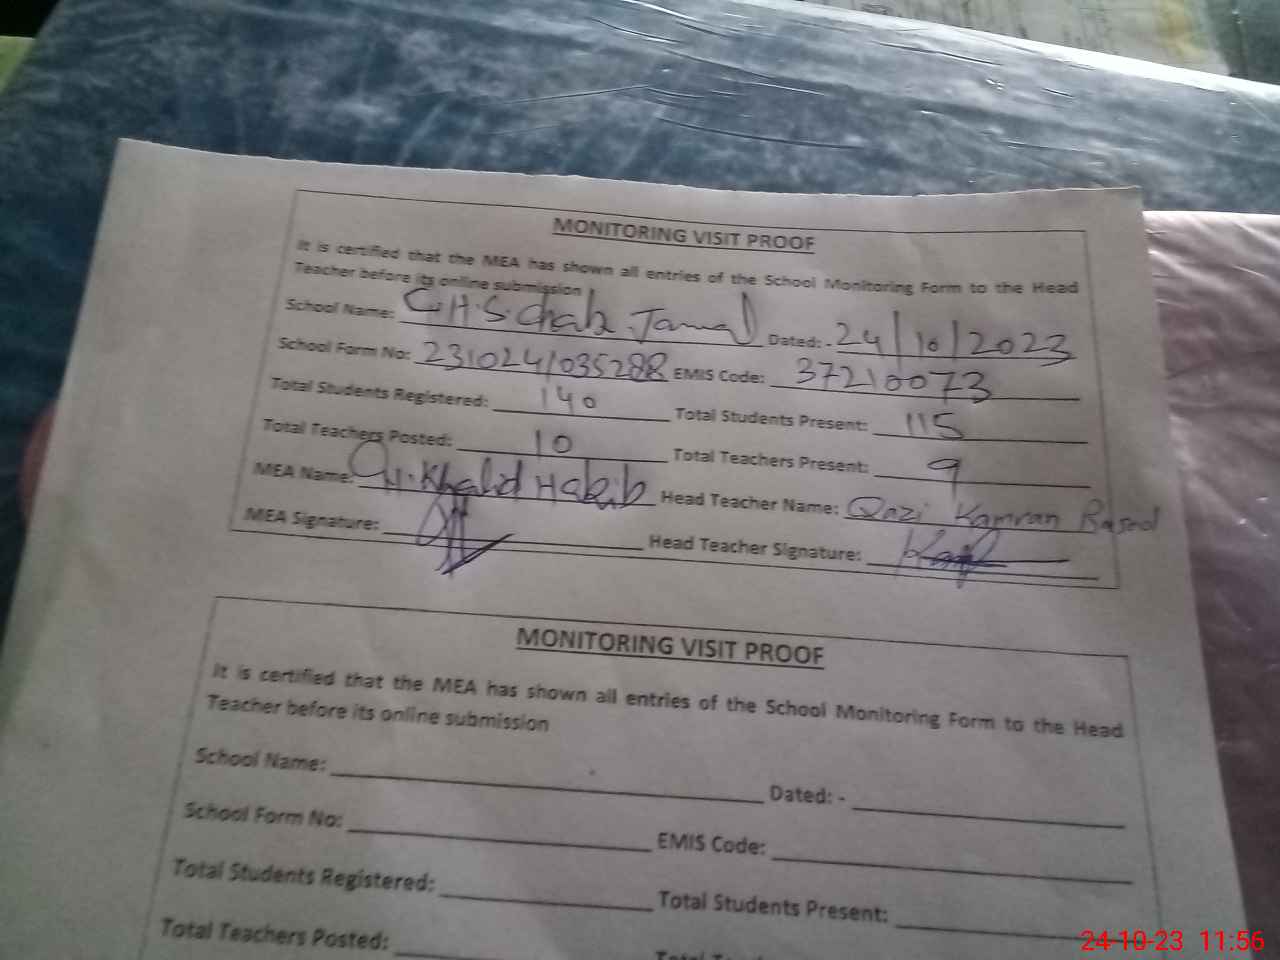 MONITORING VISIT PROOF
It is certified that the MEA has shown all entries of the School Monitoring Form to the Head
Teacher before its online submission
School Name: G.H.S. Chak Jamal Dated: - 24/10/2023
School Form No: 231024/035288 EMIS Code: 37210073
Total Students Registered: 140 Total Students Present: 115
Total Teachers Posted: 10 Total Teachers Present: 9
MEA Name: Khalid Habib Head Teacher Name: Qazi Kamran Rasool
MEA Signature: Head Teacher Signature:
MONITORING VISIT PROOF
It is certified that the MEA has shown all entries of the School Monitoring Form to the Head
Teacher before its online submission
School Name: Dated: -
School Form No: EMIS Code:
Total Students Registered: Total Students Present:
Total Teachers Posted:
24-10-23 11:56